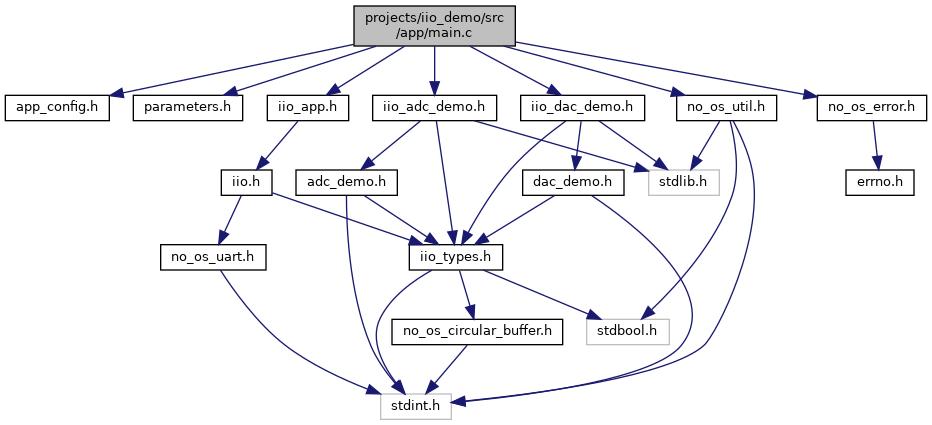 projects/iio_demo/src
/app/main.c
app_config.h
parameters.h
iio_app.h
iio_adc_demo.h
iio_dac_demo.h
no_os_util.h
no_os_error.h
iio.h
adc_demo.h
dac_demo.h
stdlib.h
errno.h
no_os_uart.h
iio_types.h
no_os_circular_buffer.h
stdbool.h
stdint.h